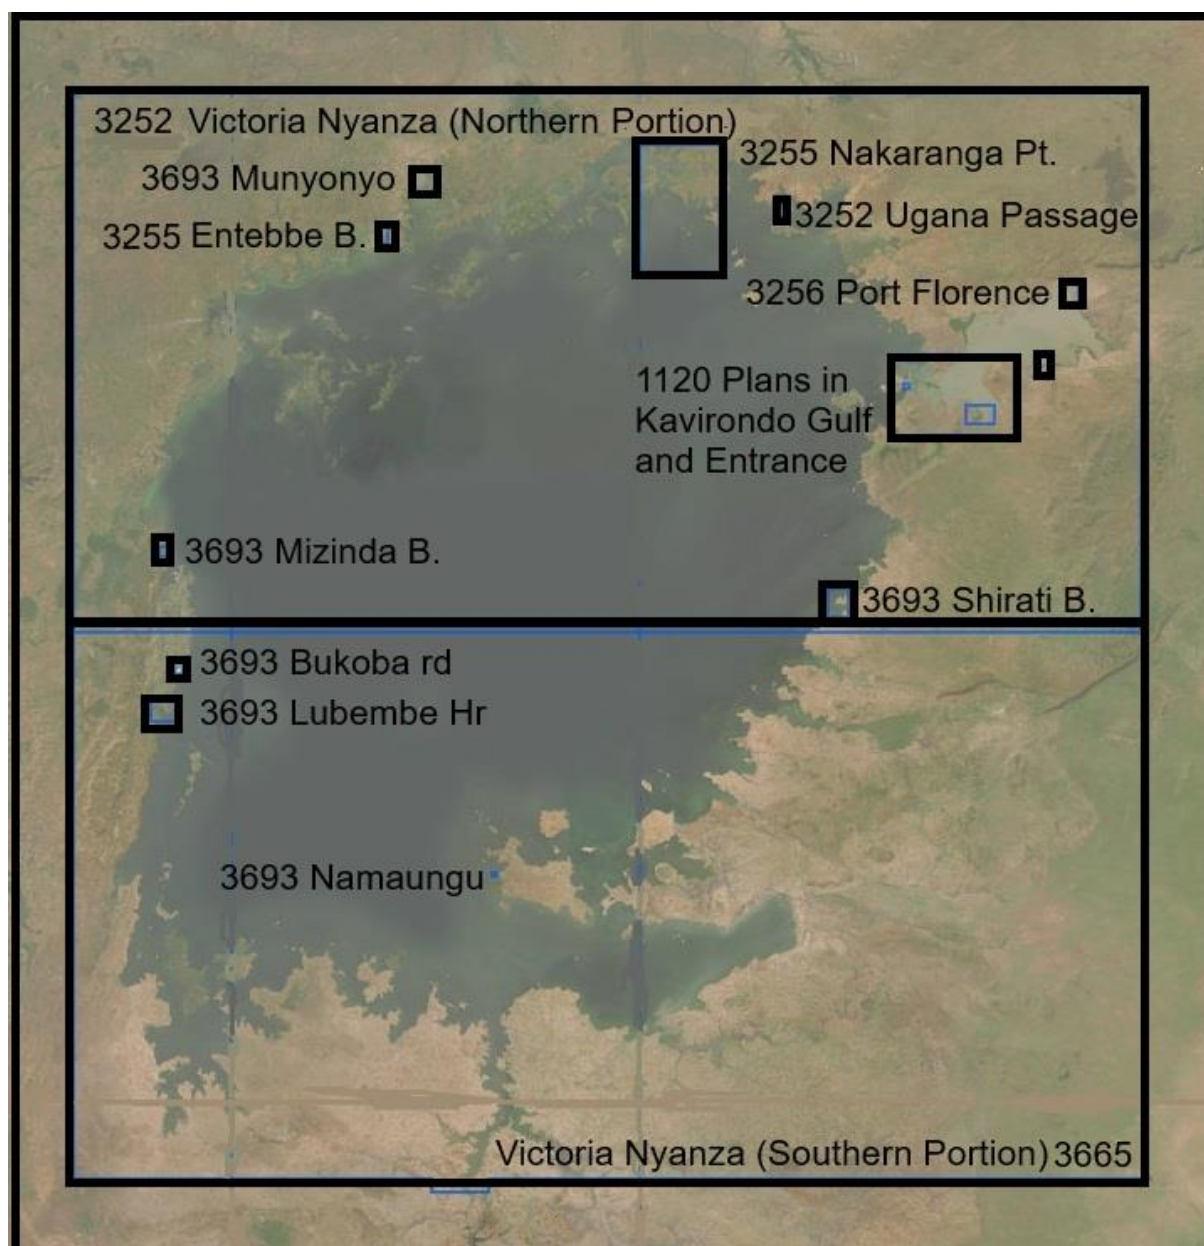 3252 Victoria Nyanza (Northern Portion)
3255 Nakaranga Pt.
3693 Munyonyo
3252 Ugana Passage
3255 Entebbe B.
3256 Port Florence
1120 Plans in
Kavirondo Gulf
and Entrance
3693 Mizinda B.
3693 Shirati B.
3693 Bukoba rd
3693 Lubembe Hr
3693 Namaungu
Victoria Nyanza (Southern Portion) 3665